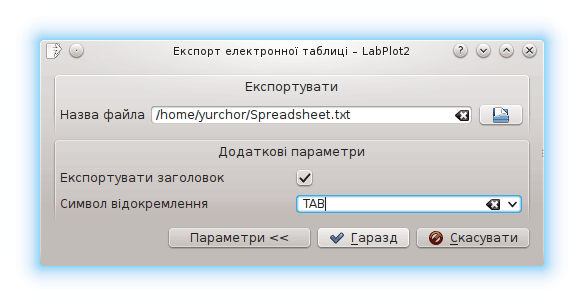 Експорт електронної таблиці – LabPlot2
Експортувати
Назва файла /home/yurchor/Spreadsheet.txt
Додаткові параметри
Експортувати заголовок
Символ відокремлення TAB
Параметри << Гаразд Скасувати